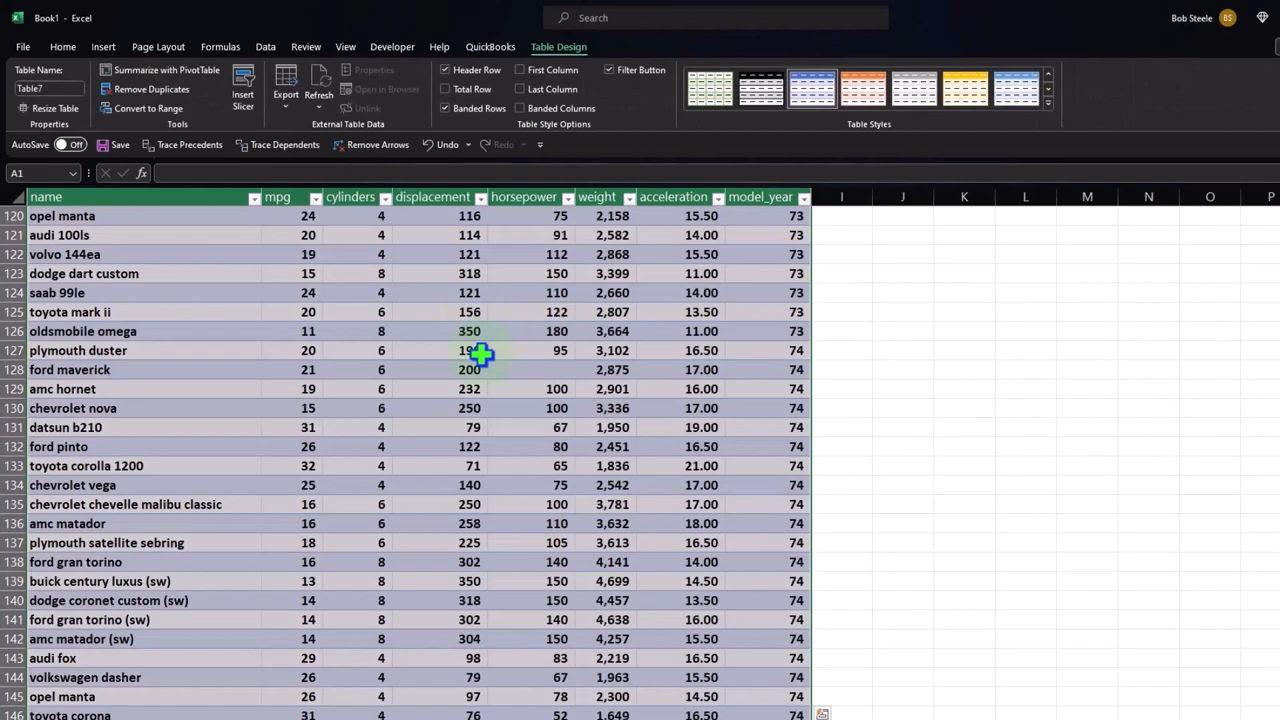 Book1 - Excel
Search
Bob Steele
BS
File Home Insert Page Layout Formulas Data Review View Developer Help QuickBooks Table Design
Table Name:
Table7
Resize Table
Properties
Summarize with PivotTable
Remove Duplicates
Convert to Range
Tools
Insert
Slicer
Export
Refresh
Properties
Open in Browser
Unlink
External Table Data
Header Row First Column Filter Button
Total Row Last Column
Banded Rows Banded Columns
Table Style Options
Table Styles
AutoSave Off Save Trace Precedents Trace Dependents Remove Arrows Undo Redo
A1 fx
name mpg cylinders displacement horsepower weight acceleration model_year I J K L M N O P
120 opel manta 24 4 116 75 2,158 15.50 73
121 audi 100ls 20 4 114 91 2,582 14.00 73
122 volvo 144ea 19 4 121 112 2,868 15.50 73
123 dodge dart custom 15 8 318 150 3,399 11.00 73
124 saab 99le 24 4 121 110 2,660 14.00 73
125 toyota mark ii 20 6 156 122 2,807 13.50 73
126 oldsmobile omega 11 8 350 180 3,664 11.00 73
127 plymouth duster 20 6 95 3,102 16.50 74
128 ford maverick 21 6 200 2,875 17.00 74
129 amc hornet 19 6 232 100 2,901 16.00 74
130 chevrolet nova 15 6 250 100 3,336 17.00 74
131 datsun b210 31 4 79 67 1,950 19.00 74
132 ford pinto 26 4 122 80 2,451 16.50 74
133 toyota corolla 1200 32 4 71 65 1,836 21.00 74
134 chevrolet vega 25 4 140 75 2,542 17.00 74
135 chevrolet chevelle malibu classic 16 6 250 100 3,781 17.00 74
136 amc matador 16 6 258 110 3,632 18.00 74
137 plymouth satellite sebring 18 6 225 105 3,613 16.50 74
138 ford gran torino 16 8 302 140 4,141 14.00 74
139 buick century luxus (sw) 13 8 350 150 4,699 14.50 74
140 dodge coronet custom (sw) 14 8 318 150 4,457 13.50 74
141 ford gran torino (sw) 14 8 302 140 4,638 16.00 74
142 amc matador (sw) 14 8 304 150 4,257 15.50 74
143 audi fox 29 4 98 83 2,219 16.50 74
144 volkswagen dasher 26 4 79 67 1,963 15.50 74
145 opel manta 26 4 97 78 2,300 14.50 74
146 toyota corona 31 4 76 52 1,649 16.50 74